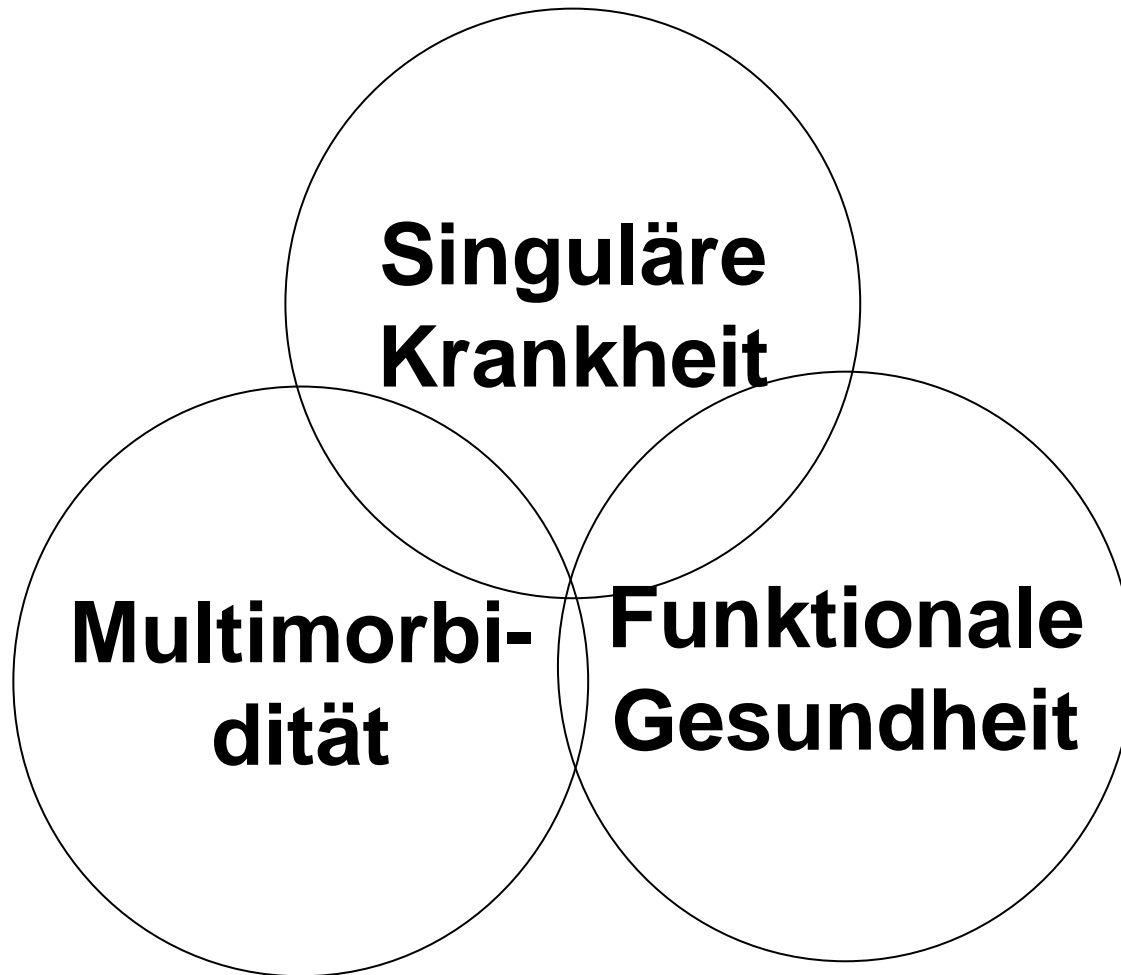 Singuläre
Krankheit
Multimorbi-
dität
Funktionale
Gesundheit